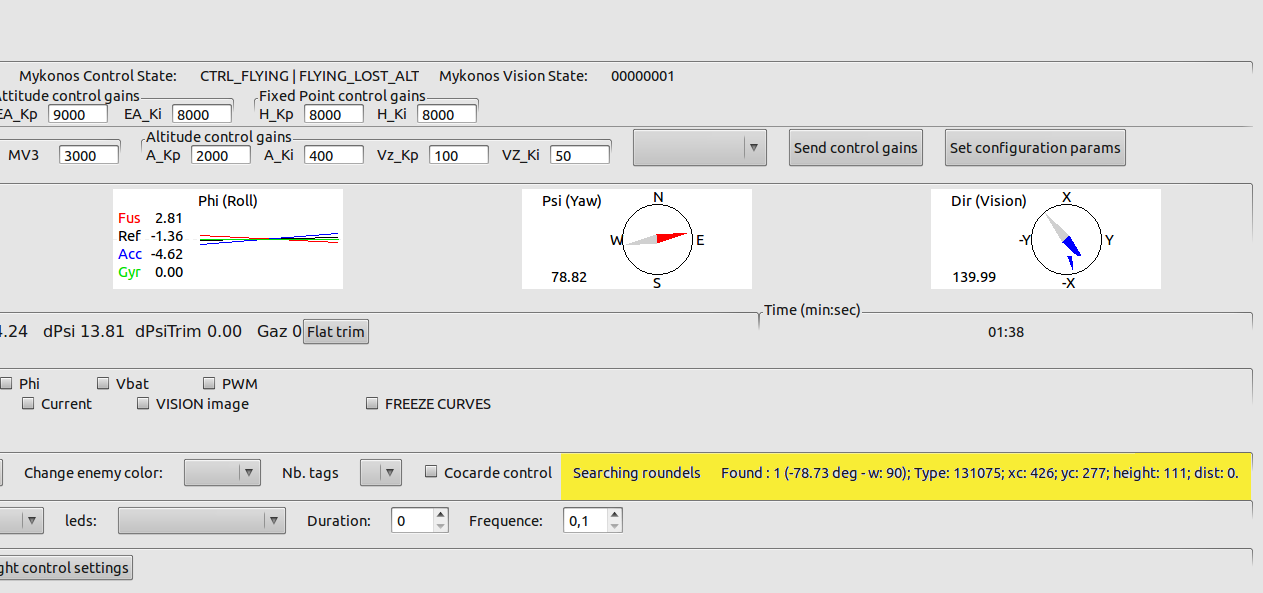 Mykonos Control State: CTRL_FLYING | FLYING_LOST_ALT Mykonos Vision State: 00000001
ttitude control gains Fixed Point control gains
EA_Kp 9000 EA_Ki 8000 H_Kp 8000 H_Ki 8000
Altitude control gains
MV3 3000 A_Kp 2000 A_Ki 400 Vz_Kp 100 VZ_Ki 50 Send control gains Set configuration params
Phi (Roll)
Fus 2.81
Ref -1.36
Acc -4.62
Gyr 0.00
Psi (Yaw)
N
W E
S
78.82
Dir (Vision)
X
-Y Y
-X
139.99
4.24 dPsi 13.81 dPsiTrim 0.00 Gaz 0 Flat trim
Time (min:sec)
01:38
Phi Vbat PWM
Current VISION image FREEZE CURVES
Change enemy color: Nb. tags Cocarde control Searching roundels Found : 1 (-78.73 deg - w: 90); Type: 131075; xc: 426; yc: 277; height: 111; dist: 0.
leds: Duration: 0 Frequence: 0,1
ght control settings